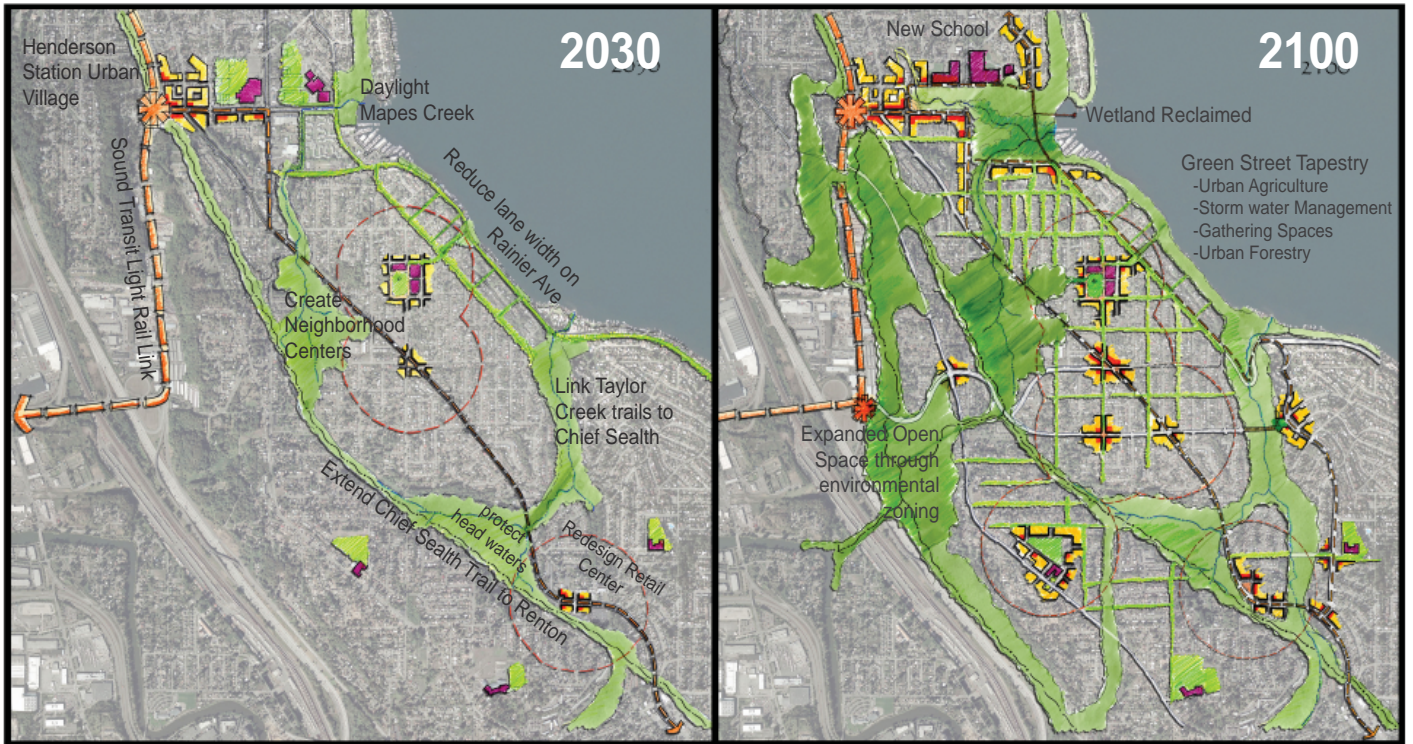 2030
Henderson
Station Urban
Village
Daylight
Mapes Creek
Sound Transit Light Rail Link
Reduce lane width on
Rainier Ave
Create
Neighborhood
Centers
Link Taylor
Creek trails to
Chief Sealth
Extend Chief Sealth Trail to Renton
protect
head waters
Redesign Retail
Center
2100
New School
2100
Wetland Reclaimed
Green Street Tapestry
-Urban Agriculture
-Storm water Management
-Gathering Spaces
-Urban Forestry
Expanded Open
Space through
environmental
zoning